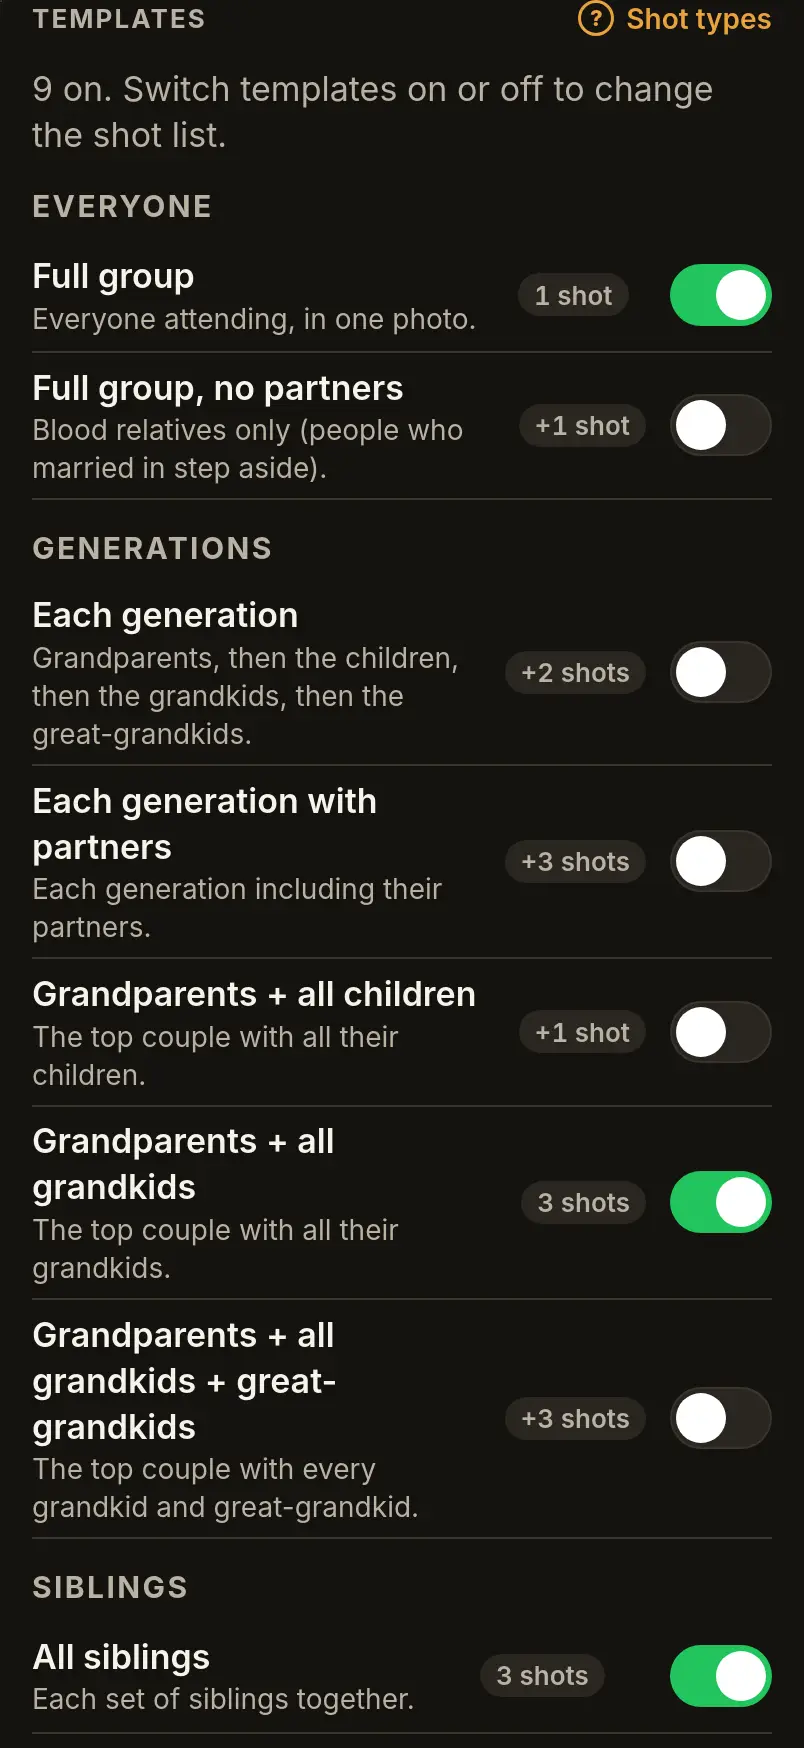 TEMPLATES
? Shot types
9 on. Switch templates on or off to change
the shot list.
EVERYONE
Full group
Everyone attending, in one photo.
1 shot
Full group, no partners
Blood relatives only (people who
married in step aside).
+1 shot
GENERATIONS
Each generation
Grandparents, then the children,
then the grandkids, then the
great-grandkids.
+2 shots
Each generation with
partners
Each generation including their
partners.
+3 shots
Grandparents + all children
The top couple with all their
children.
+1 shot
Grandparents + all
grandkids
The top couple with all their
grandkids.
3 shots
Grandparents + all
grandkids + great-
grandkids
The top couple with every
grandkid and great-grandkid.
+3 shots
SIBLINGS
All siblings
Each set of siblings together.
3 shots